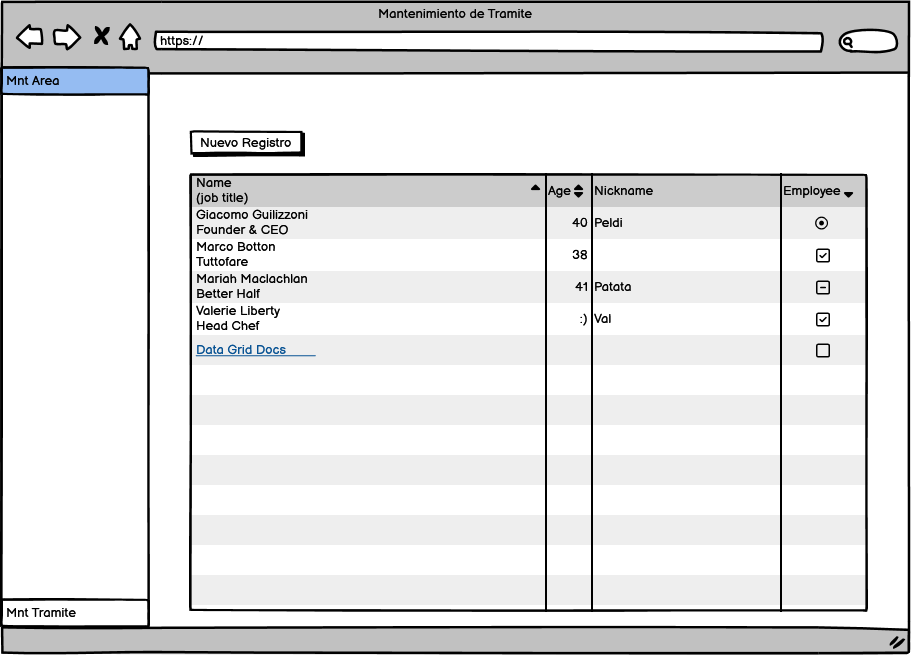 Mantenimiento de Tramite
https://
Mnt Area
Nuevo Registro
Name
(job title)
Age
Nickname
Employee
Giacomo Guilizzoni
Founder & CEO
40
Peldi
Marco Botton
Tuttofare
38
Mariah Maclachlan
Better Half
41
Patata
Valerie Liberty
Head Chef
:)
Val
Data Grid Docs
Mnt Tramite